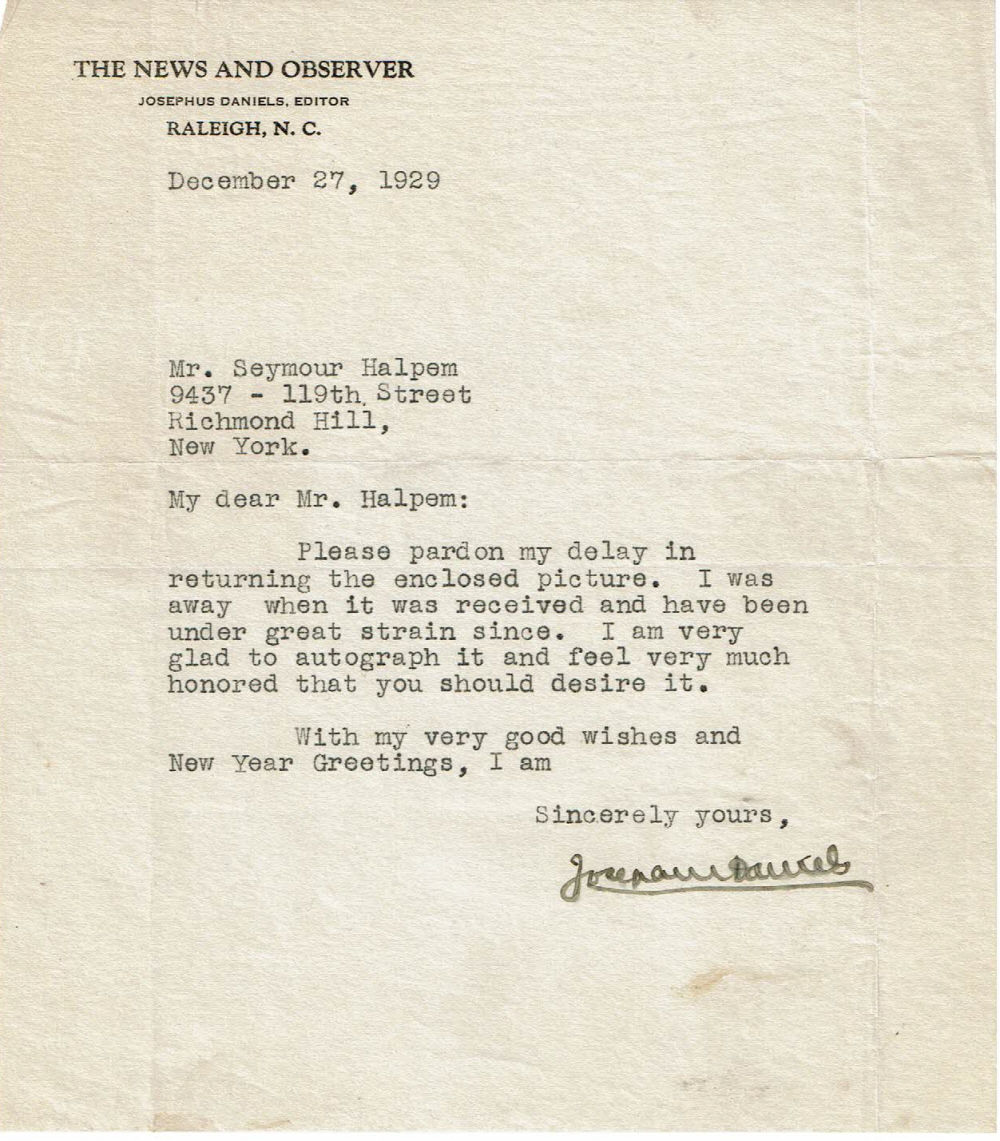 THE NEWS AND OBSERVER
JOSEPHUS DANIELS, EDITOR
RALEIGH, N. C.
December 27, 1929
Mr. Seymour Halpem
9437 - 119th Street
Richmond Hill,
New York.
My dear Mr. Halpem:
Please pardon my delay in
returning the enclosed picture. I was
away when it was received and have been
under great strain since. I am very
glad to autograph it and feel very much
honored that you should desire it.
With my very good wishes and
New Year Greetings, I am
Sincerely yours,
Josephus Daniels